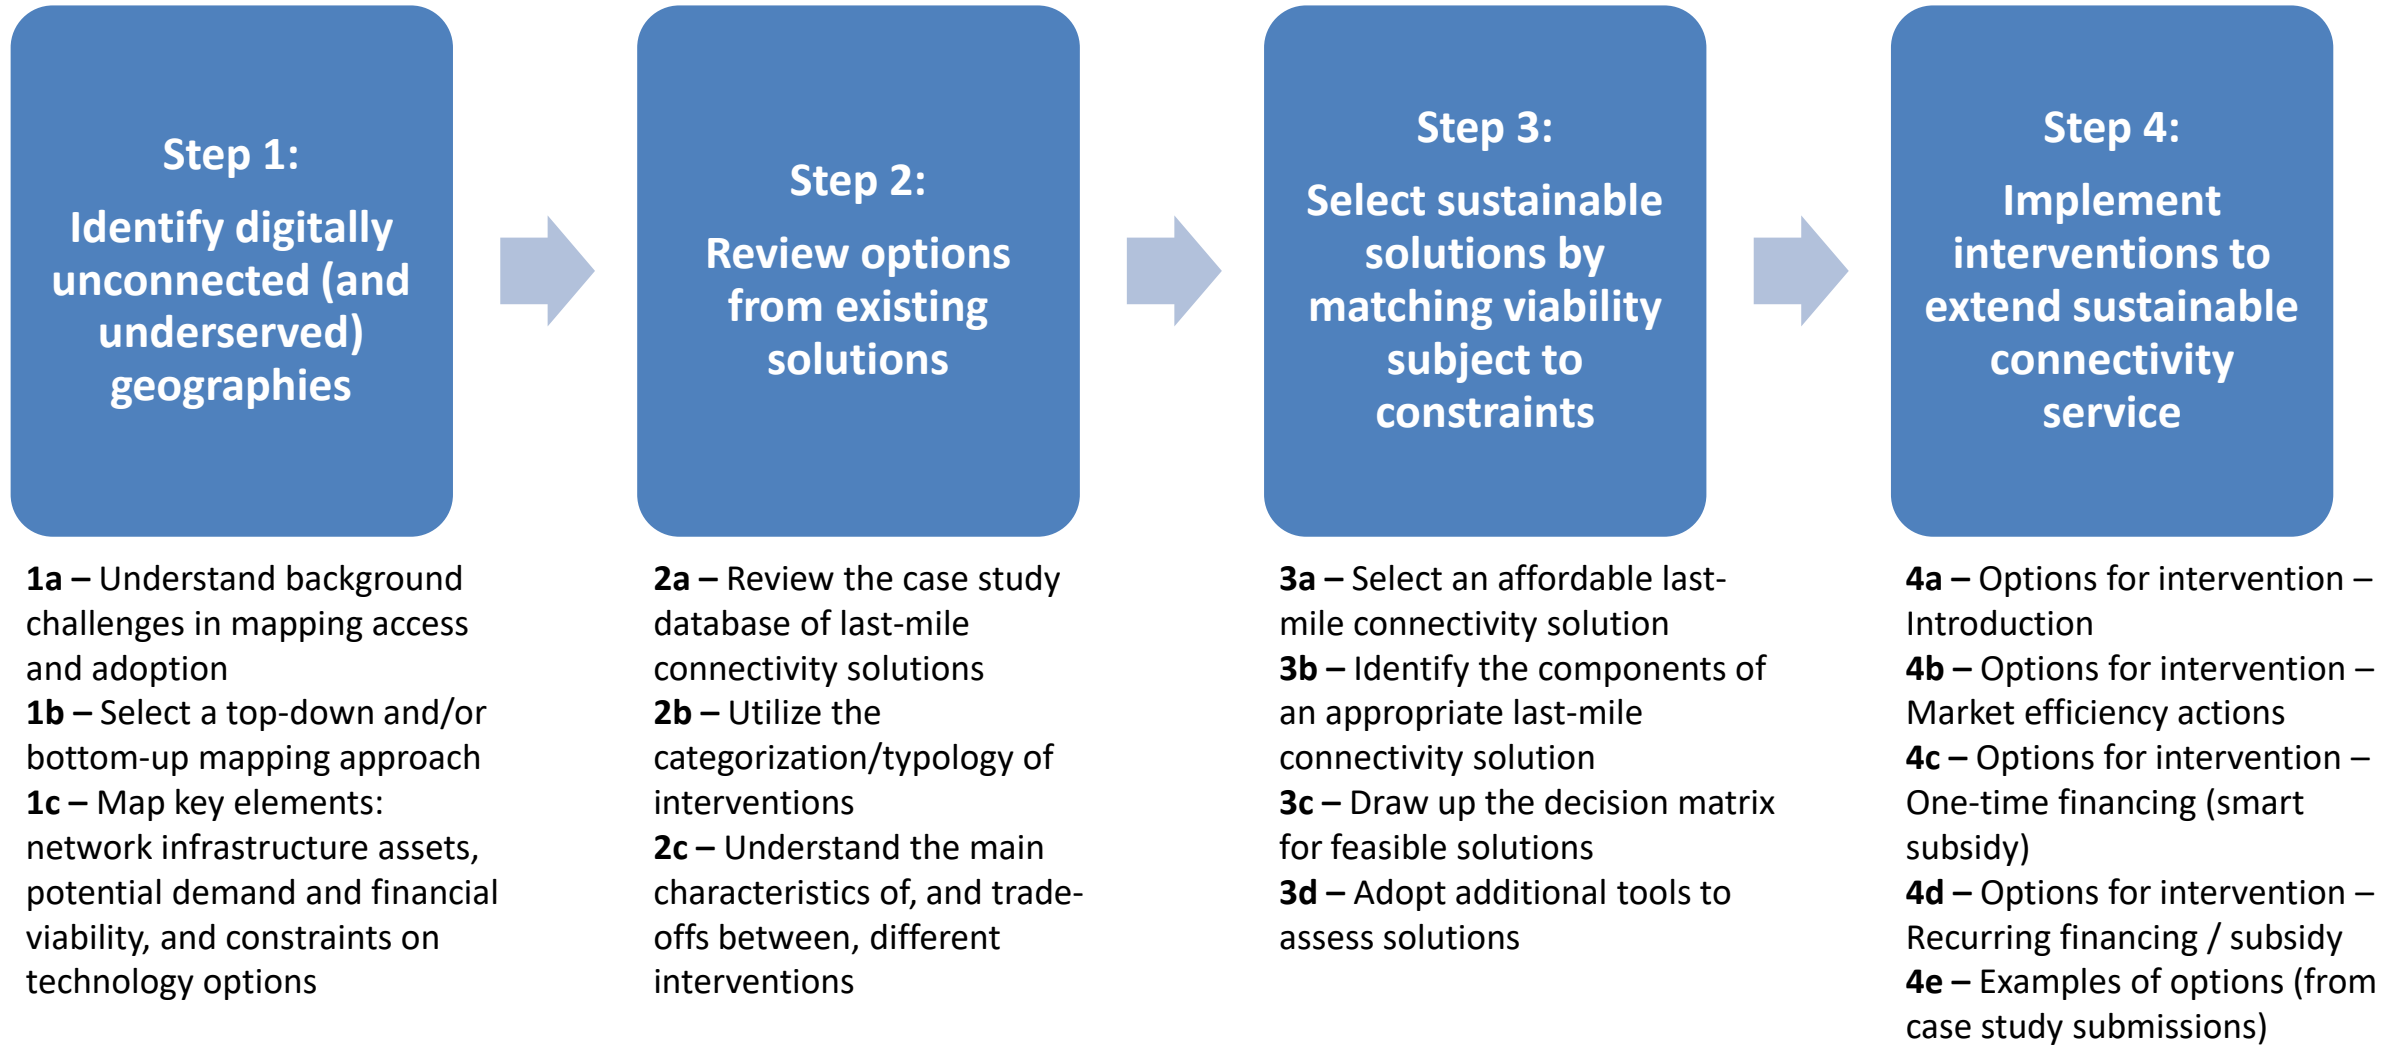 Step 1:
Identify digitally
unconnected (and
underserved)
geographies
1a – Understand background
challenges in mapping access
and adoption
1b – Select a top-down and/or
bottom-up mapping approach
1c – Map key elements:
network infrastructure assets,
potential demand and financial
viability, and constraints on
technology options
Step 2:
Review options
from existing
solutions
2a – Review the case study
database of last-mile
connectivity solutions
2b – Utilize the
categorization/typology of
interventions
2c – Understand the main
characteristics of, and trade-
offs between, different
interventions
Step 3:
Select sustainable
solutions by
matching viability
subject to
constraints
3a – Select an affordable last-
mile connectivity solution
3b – Identify the components of
an appropriate last-mile
connectivity solution
3c – Draw up the decision matrix
for feasible solutions
3d – Adopt additional tools to
assess solutions
Step 4:
Implement
interventions to
extend sustainable
connectivity
service
4a – Options for intervention –
Introduction
4b – Options for intervention –
Market efficiency actions
4c – Options for intervention –
One-time financing (smart
subsidy)
4d – Options for intervention –
Recurring financing / subsidy
4e – Examples of options (from
case study submissions)